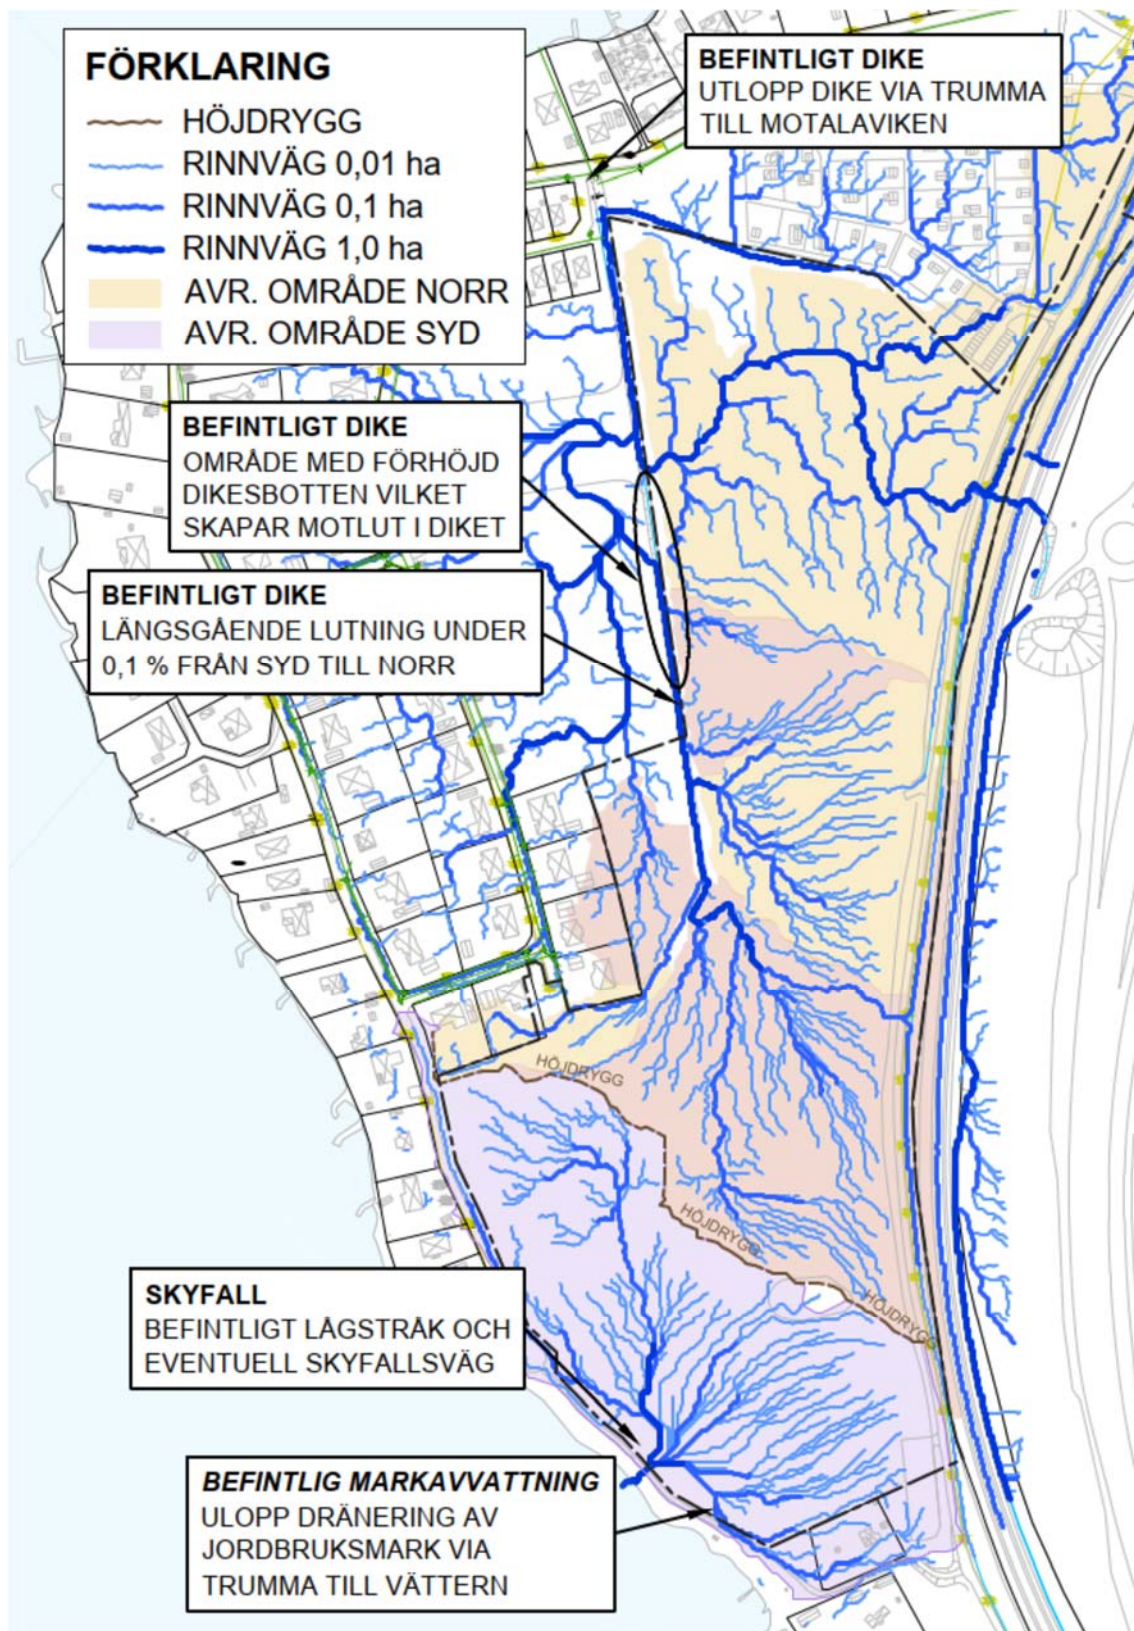 FÖRKLARING
HÖJDRYGG
RINNVÄG 0,01 ha
RINNVÄG 0,1 ha
RINNVÄG 1,0 ha
AVR. OMRÅDE NORR
AVR. OMRÅDE SYD
BEFINTLIGT DIKE
UTLOPP DIKE VIA TRUMMA
TILL MOTALAVIKEN
BEFINTLIGT DIKE
OMRÅDE MED FÖRHÖJD
DIKESBOTTEN VILKET
SKAPAR MOTLUT I DIKET
BEFINTLIGT DIKE
LÄNGSGÅENDE LUTNING UNDER
0,1 % FRÅN SYD TILL NORR
HÖJDRYGG
HÖJDRYGG
HÖJDRYGG
SKYFALL
BEFINTLIGT LÅGSTRÅK OCH
EVENTUELL SKYFALLSVÄG
BEFINTLIG MARKAVVATTNING
ULOPP DRÄNERING AV
JORDBRUKSMARK VIA
TRUMMA TILL VÄTTERN